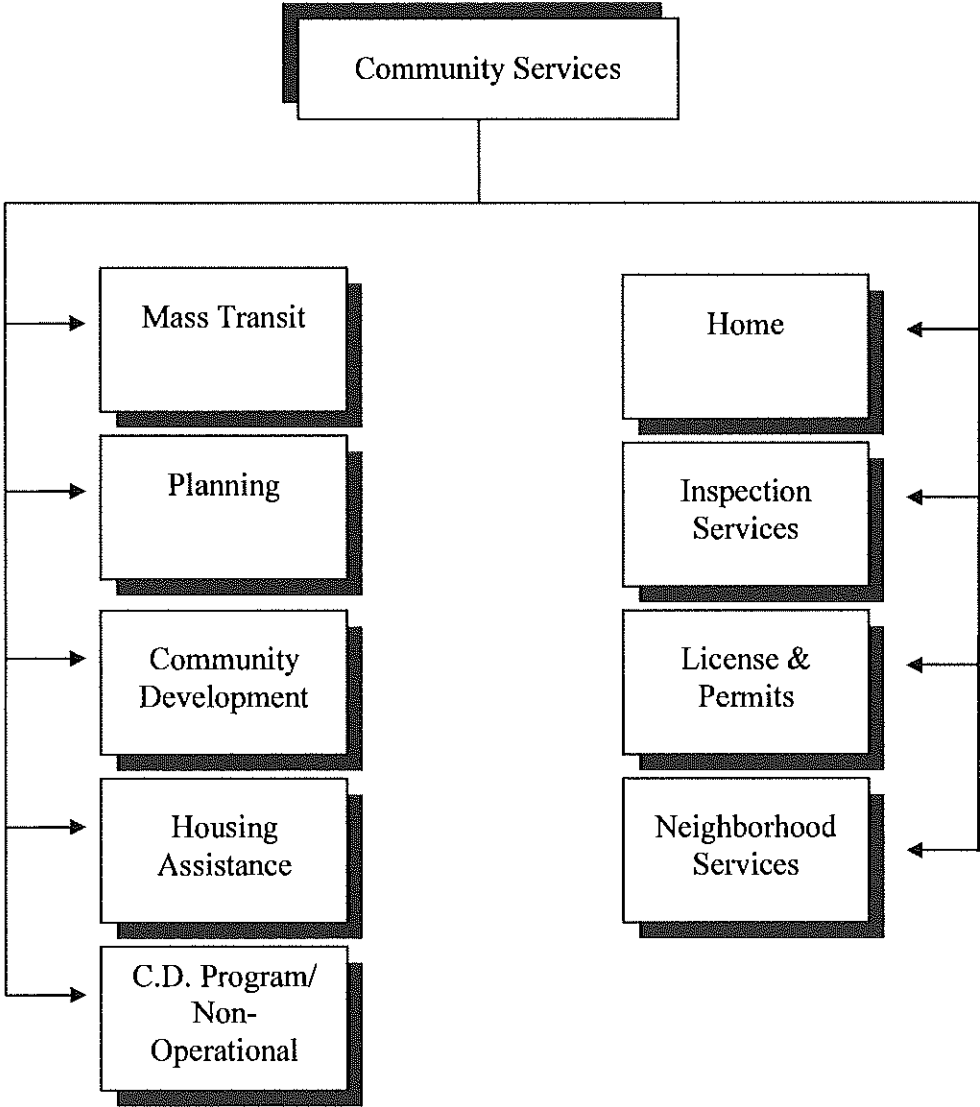 Community Services
Mass Transit
Planning
Community
Development
Housing
Assistance
C.D. Program/
Non-
Operational
Home
Inspection
Services
License &
Permits
Neighborhood
Services